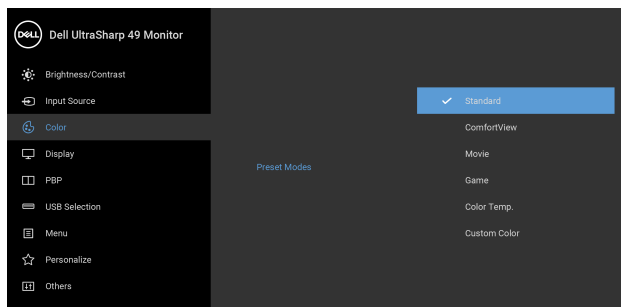 DELL
Dell UltraSharp 49 Monitor
Brightness/Contrast
Input Source
Color
Display
PBP
USB Selection
Menu
Personalize
Others
Preset Modes
Standard
ComfortView
Movie
Game
Color Temp.
Custom Color